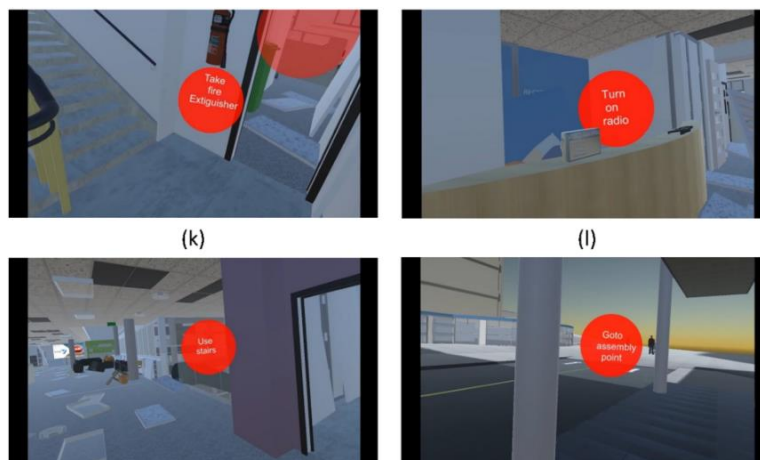 Take
fire
Extiguisher
Turn
on
radio
(k)
(l)
Use
stairs
Goto
assembly
point